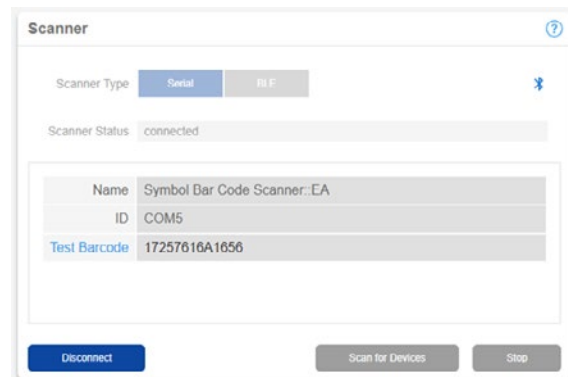 Scanner
Scanner Type Serial BLE
Scanner Status connected
Name Symbol Bar Code Scanner::EA
ID COM5
Test Barcode 17257616A1656
Disconnect Scan for Devices Stop